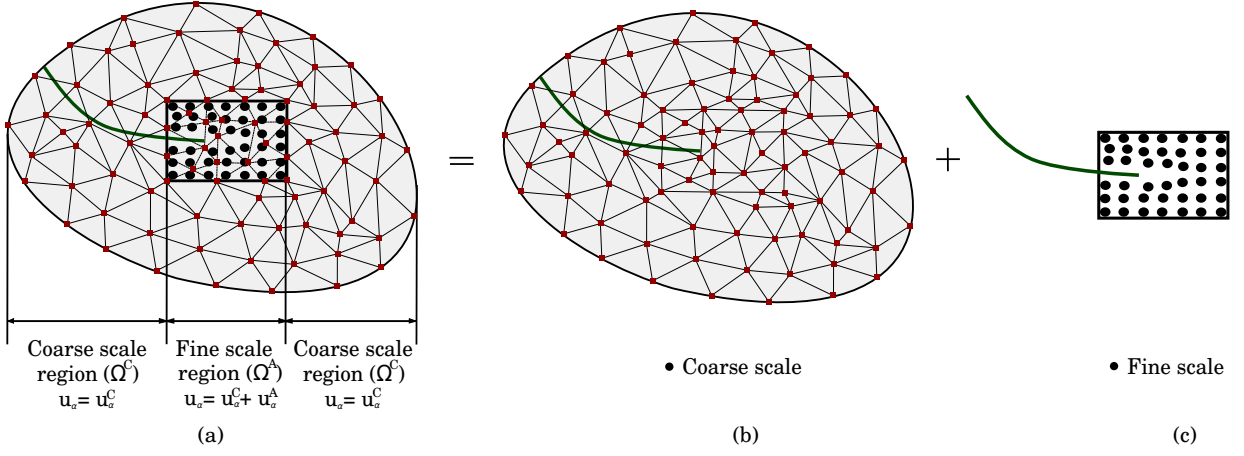 =
+
Coarse scale
region (Ω^C)
u_α = u_α^C
Fine scale
region (Ω^A)
u_α = u_α^C + u_α^A
Coarse scale
region (Ω^C)
u_α = u_α^C
• Coarse scale
• Fine scale
(a)
(b)
(c)